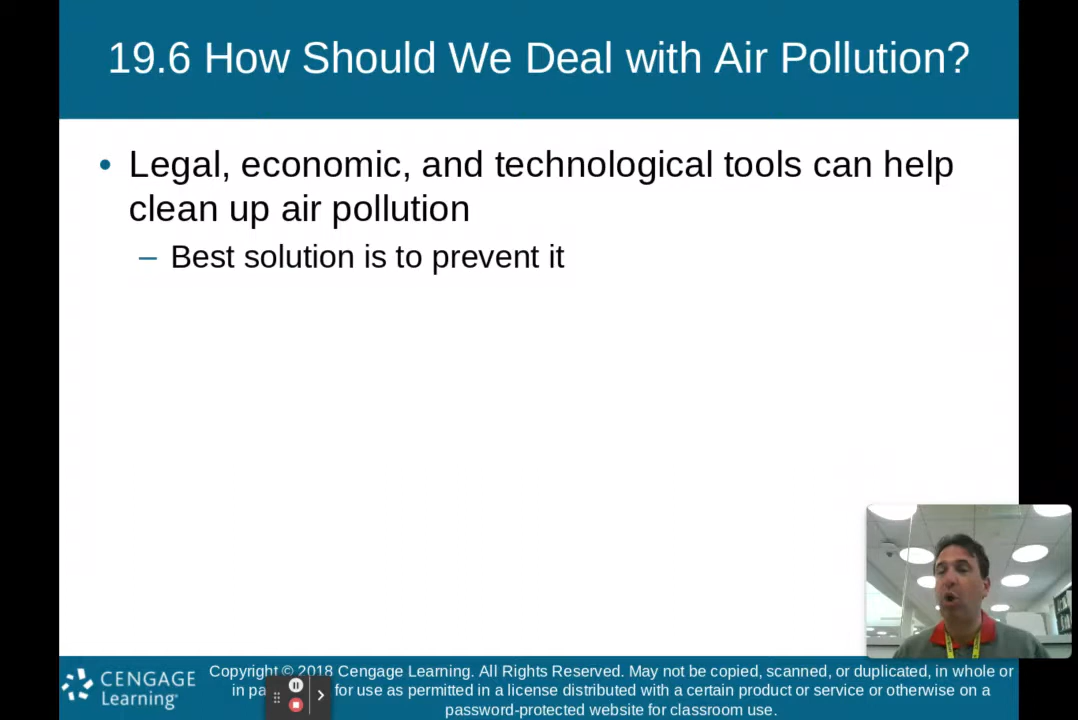 19.6 How Should We Deal with Air Pollution?
• Legal, economic, and technological tools can help
clean up air pollution
– Best solution is to prevent it
CENGAGE
Learning®
Copyright © 2018 Cengage Learning. All Rights Reserved. May not be copied, scanned, or duplicated, in whole or
in for use as permitted in a license distributed with a certain product or service or otherwise on a
password-protected website for classroom use.